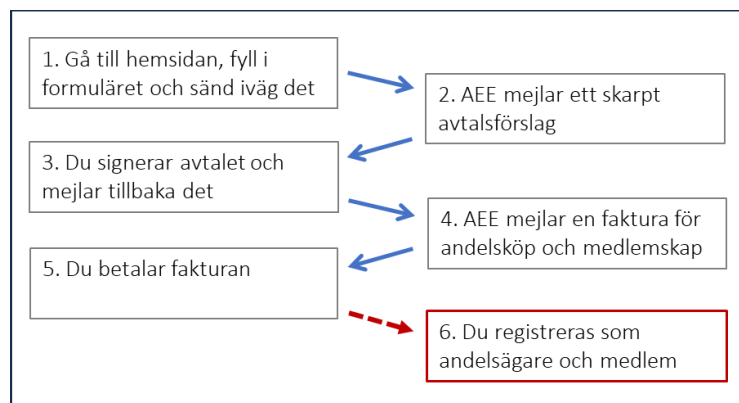 1. Gå till hemsidan, fyll i
formuläret och sänd iväg det
2. AEE mejlar ett skarpt
avtalsförslag
3. Du signerar avtalet och
mejlar tillbaka det
4. AEE mejlar en faktura för
andelsköp och medlemskap
5. Du betalar fakturan
6. Du registreras som
andelsägare och medlem